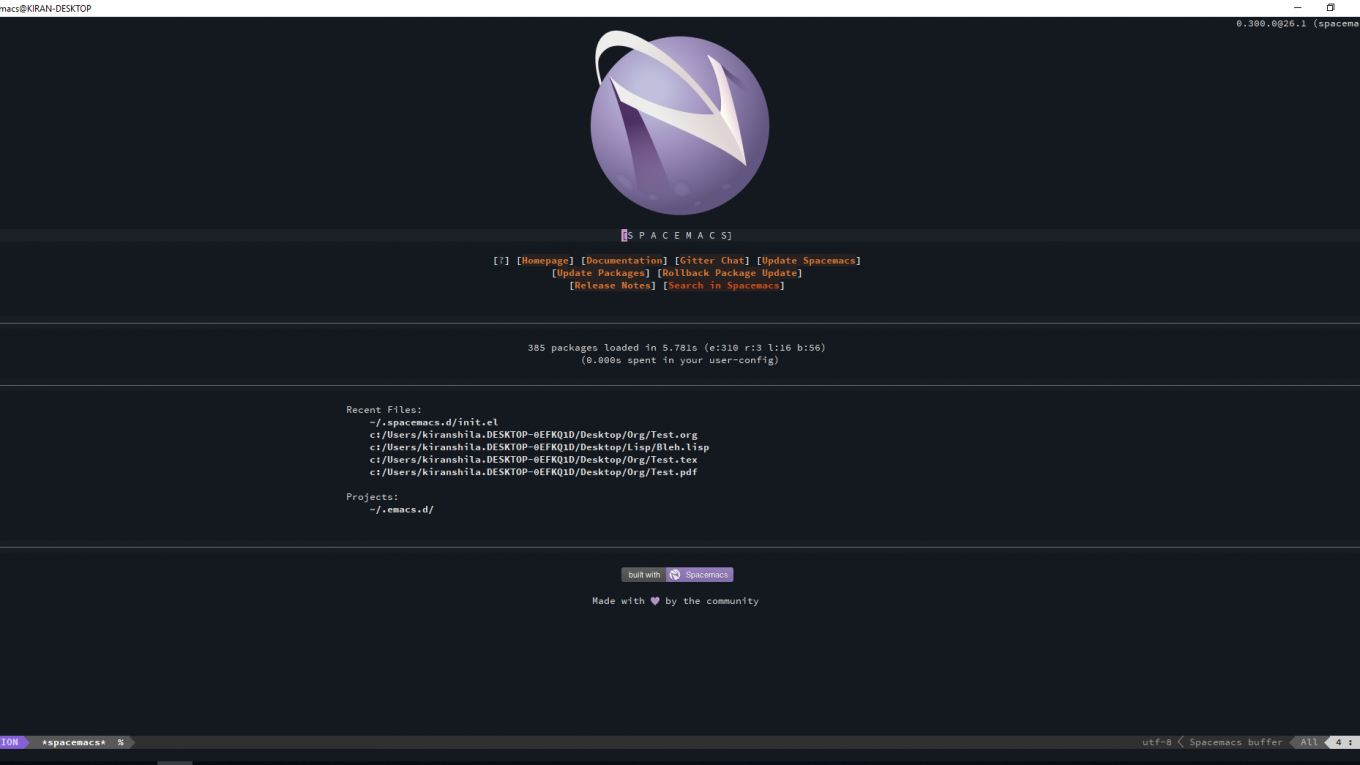 macs@KIRAN-DESKTOP
0.300.0@26.1 (spacema
[S P A C E M A C S]
[?] [Homepage] [Documentation] [Gitter Chat] [Update Spacemacs]
[Update Packages] [Rollback Package Update]
[Release Notes] [Search in Spacemacs]
385 packages loaded in 5.781s (e:310 r:3 l:16 b:56)
(0.000s spent in your user-config)
Recent Files:
~/.spacemacs.d/init.el
c:/Users/kiranshila.DESKTOP-0EFKQ1D/Desktop/Org/Test.org
c:/Users/kiranshila.DESKTOP-0EFKQ1D/Desktop/Lisp/Bleh.lisp
c:/Users/kiranshila.DESKTOP-0EFKQ1D/Desktop/Org/Test.tex
c:/Users/kiranshila.DESKTOP-0EFKQ1D/Desktop/Org/Test.pdf
Projects:
~/.emacs.d/
built with Spacemacs
Made with ♥ by the community
ION *spacemacs* % utf-8 Spacemacs buffer All 4 :